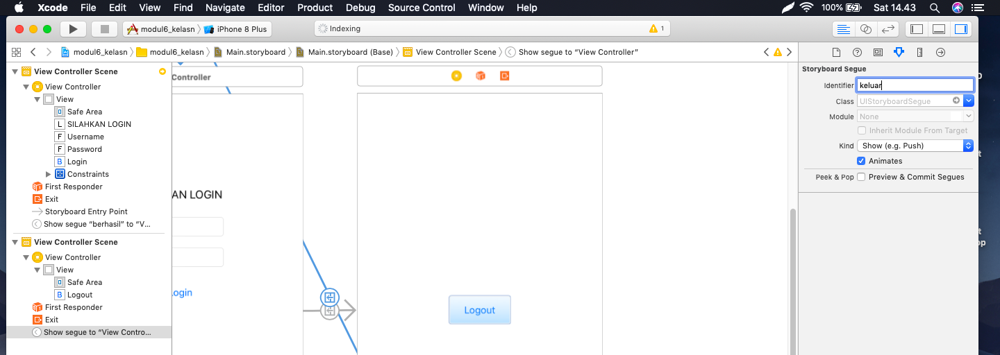 Xcode File Edit View Find Navigate Editor Product Debug Source Control Window Help 100% Sat 14.43
modul6_kelasn iPhone 8 Plus Indexing 1
modul6_kelasn modul6_kelasn Main.storyboard Main.storyboard (Base) View Controller Scene Show segue to “View Controller”
View Controller Scene
View Controller
View
Safe Area
L SILAHKAN LOGIN
F Username
F Password
B Login
Constraints
First Responder
Exit
Storyboard Entry Point
Show segue “berhasil” to “V...
View Controller Scene
View Controller
View
Safe Area
B Logout
First Responder
Exit
Show segue to “View Contro...
Controller
AN LOGIN
ogin
Logout
Storyboard Segue
Identifier keluar
Class UIStoryboardSegue
Module None
Inherit Module From Target
Kind Show (e.g. Push)
Animates
Peek & Pop Preview & Commit Segues